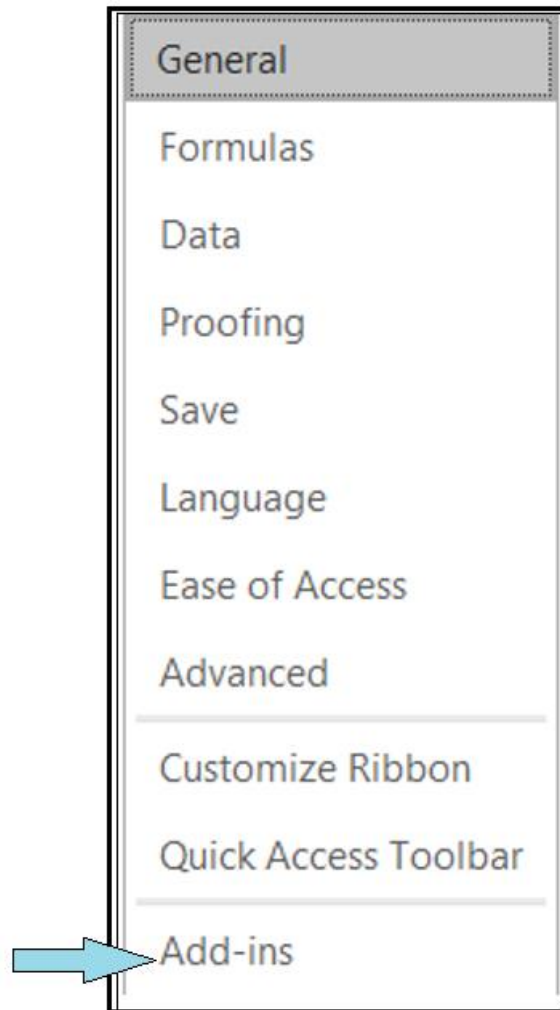 General
Formulas
Data
Proofing
Save
Language
Ease of Access
Advanced
Customize Ribbon
Quick Access Toolbar
Add-ins